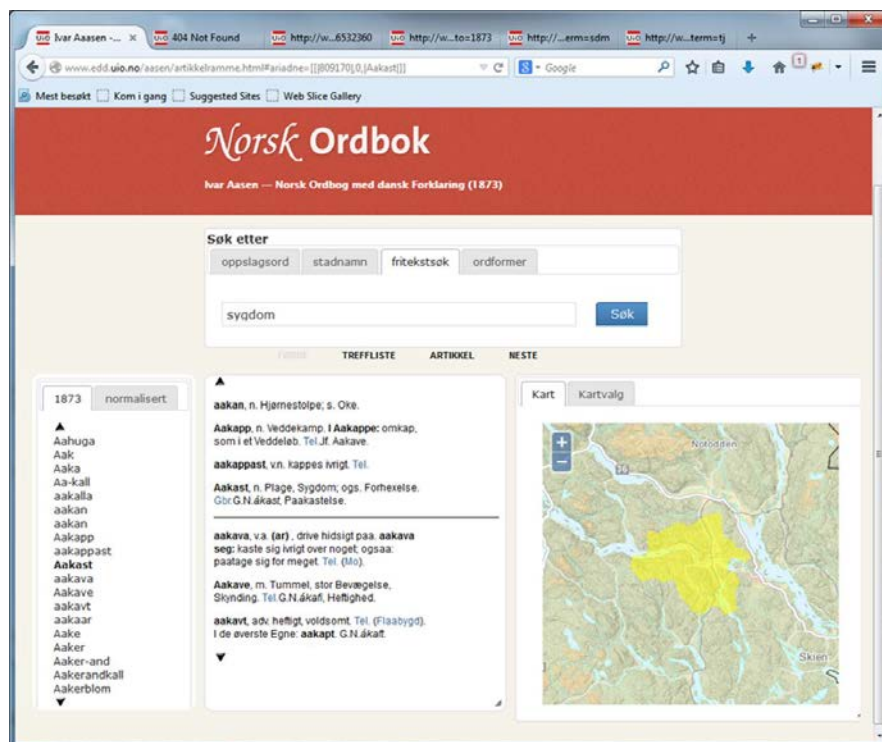 Ivar Aaasen -...
404 Not Found
http://w...6532360
http://w...to=1873
http://...erm=sdm
http://w...term=tj
www.edd.uio.no/aasen/artikkelramme.html#ariadne=[[|809170|,0,|Aakast|]]
Google
1
Mest besøkt
Kom i gang
Suggested Sites
Web Slice Gallery
Norsk Ordbok
Ivar Aasen — Norsk Ordbog med dansk Forklaring (1873)
Søk etter
oppslagsord
stadnamn
fritekstsøk
ordformer
sygdom
Søk
TREFFLISTE
ARTIKKEL
NESTE
1873
normalisert
Aahuga
Aak
Aaka
Aa-kall
aakalla
aakan
aakan
Aakapp
aakappast
Aakast
aakava
Aakave
aakavt
aakaar
Aake
Aaker
Aaker-and
Aakerandkall
Aakerblom
aakan, n. Hjørnestolpe; s. Oke.
Aakapp, n. Veddekamp. I Aakappe: omkap,
som i et Veddeløb. Tel.Jf. Aakave.
aakappast, v.n. kappes ivrigt. Tel.
Aakast, n. Plage, Sygdom; ogs. Forhexelse.
Gbr.G.N.ákast, Paakastelse.
aakava, v.a. (ar) , drive hidsigt paa. aakava
seg: kaste sig ivrigt over noget; ogsaa:
paatage sig for meget. Tel. (Mo).
Aakave, m. Tummel, stor Bevægelse,
Skynding. Tel.G.N.ákafi, Heftighed.
aakavt, adv. heftigt, voldsomt. Tel. (Flaabygd).
I de øverste Egne: aakapt. G.N.ákaft.
Kart
Kartvalg
+
−
Notodden
36
Skien